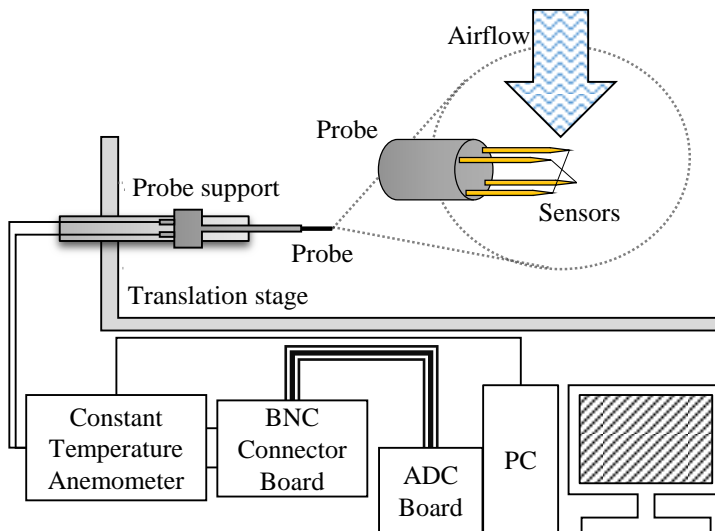 Airflow
Probe
Sensors
Probe support
Probe
Translation stage
Constant
Temperature
Anemometer
BNC
Connector
Board
ADC
Board
PC